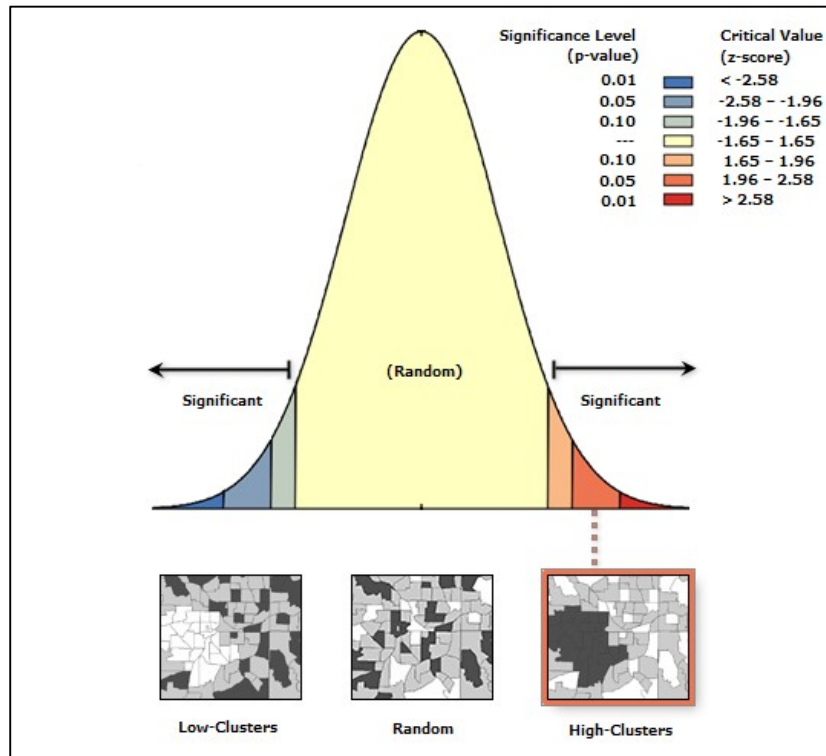 Significance Level Critical Value
(p-value) (z-score)
0.01 < -2.58
0.05 -2.58 – -1.96
0.10 -1.96 – -1.65
--- -1.65 – 1.65
0.10 1.65 – 1.96
0.05 1.96 – 2.58
0.01 > 2.58
(Random)
Significant Significant
Low-Clusters Random High-Clusters